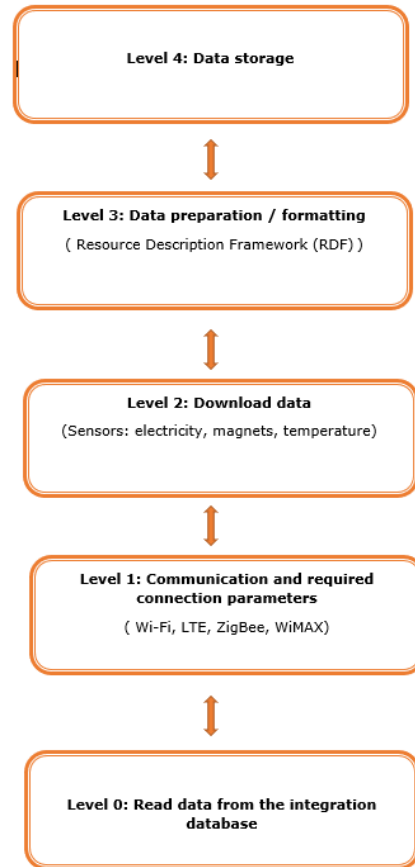 Level 4: Data storage
Level 3: Data preparation / formatting
( Resource Description Framework (RDF) )
Level 2: Download data
(Sensors: electricity, magnets, temperature)
Level 1: Communication and required
connection parameters
( Wi-Fi, LTE, ZigBee, WiMAX)
Level 0: Read data from the integration
database